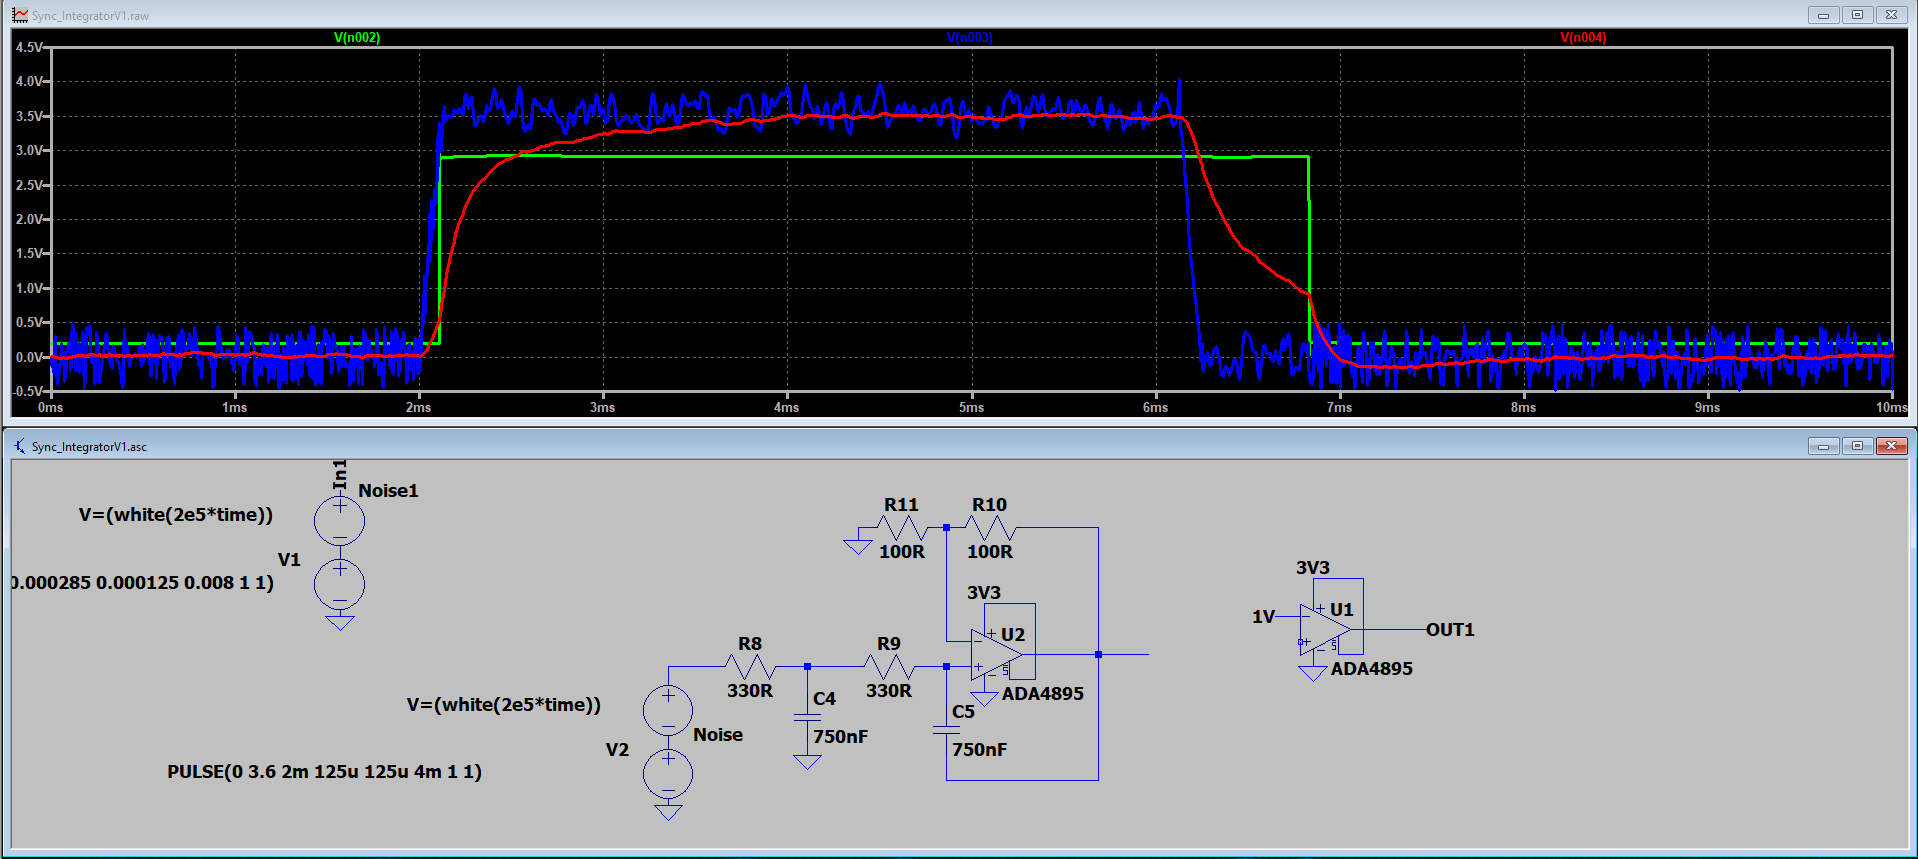 Sync_IntegratorV1.raw
V(n002) V(n003) V(n004)
4.5V
4.0V
3.5V
3.0V
2.5V
2.0V
1.5V
1.0V
0.5V
0.0V
-0.5V
0ms 1ms 2ms 3ms 4ms 5ms 6ms 7ms 8ms 9ms 10ms
Sync_IntegratorV1.asc
In1
Noise1
V=(white(2e5*time))
V1
0.000285 0.000125 0.008 1 1)
R11 R10
100R 100R
3V3
U2
ADA4895
R8 R9
330R 330R
C4
750nF
C5
750nF
V=(white(2e5*time))
Noise
V2
PULSE(0 3.6 2m 125u 125u 4m 1 1)
3V3
1V
U1
OUT1
ADA4895